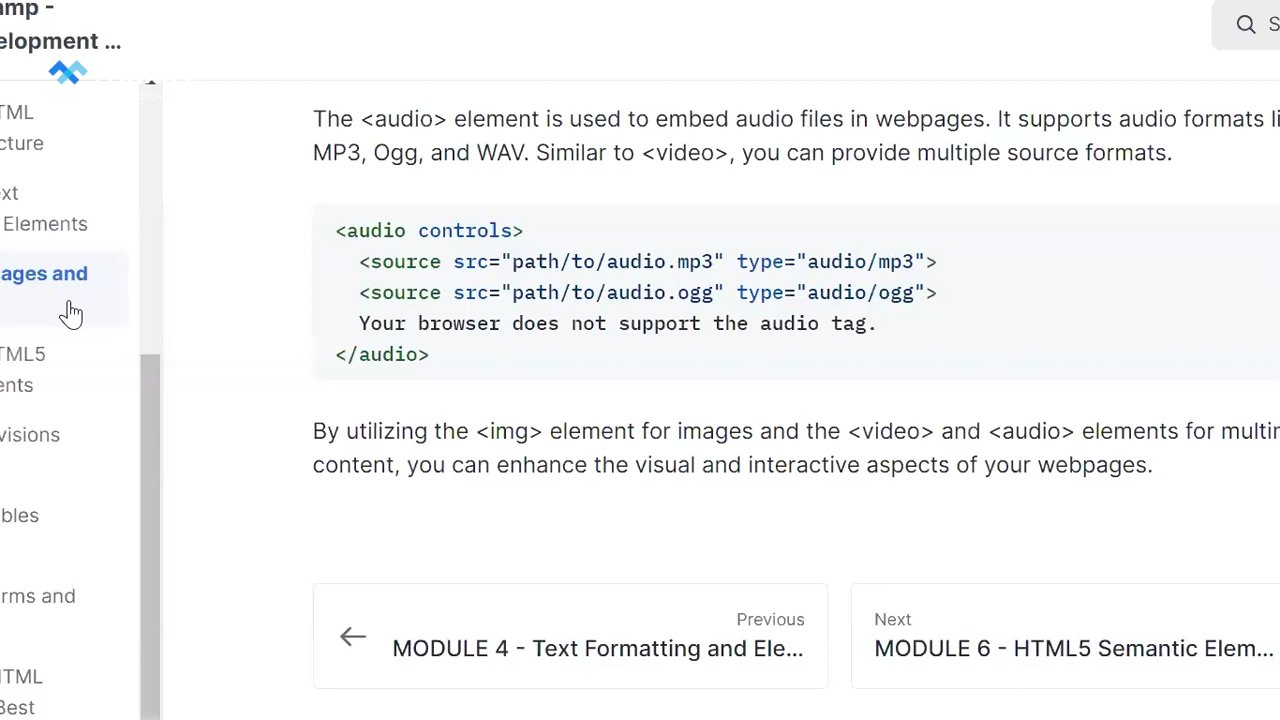 amp -
elopment ...
S
TML
cture
ext
Elements
ages and
TML5
ents
visions
bles
rms and
HTML
Best
The <audio> element is used to embed audio files in webpages. It supports audio formats li
MP3, Ogg, and WAV. Similar to <video>, you can provide multiple source formats.
<audio controls>
<source src="path/to/audio.mp3" type="audio/mp3">
<source src="path/to/audio.ogg" type="audio/ogg">
Your browser does not support the audio tag.
</audio>
By utilizing the <img> element for images and the <video> and <audio> elements for multim
content, you can enhance the visual and interactive aspects of your webpages.
Previous
MODULE 4 - Text Formatting and Ele...
Next
MODULE 6 - HTML5 Semantic Elem...